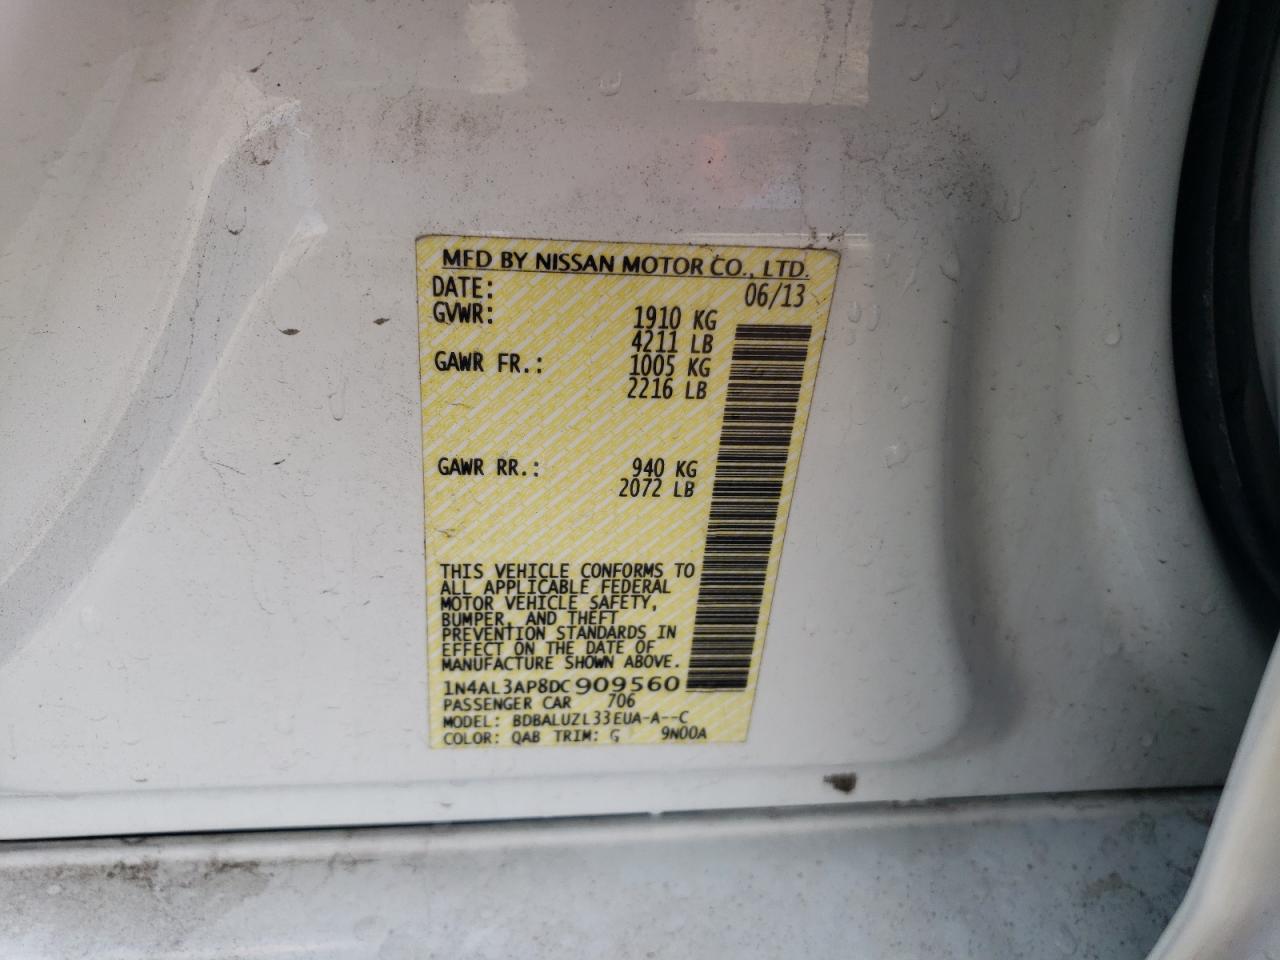 MFD BY NISSAN MOTOR CO., LTD.
DATE: 06/13
GVWR: 1910 KG
4211 LB
GAWR FR.: 1005 KG
2216 LB
GAWR RR.: 940 KG
2072 LB
THIS VEHICLE CONFORMS TO
ALL APPLICABLE FEDERAL
MOTOR VEHICLE SAFETY,
BUMPER, AND THEFT
PREVENTION STANDARDS IN
EFFECT ON THE DATE OF
MANUFACTURE SHOWN ABOVE.
1N4AL3AP8DC909560
PASSENGER CAR 706
MODEL: BDBALUZL33EUA-A--C
COLOR: QAB TRIM: G 9N00A